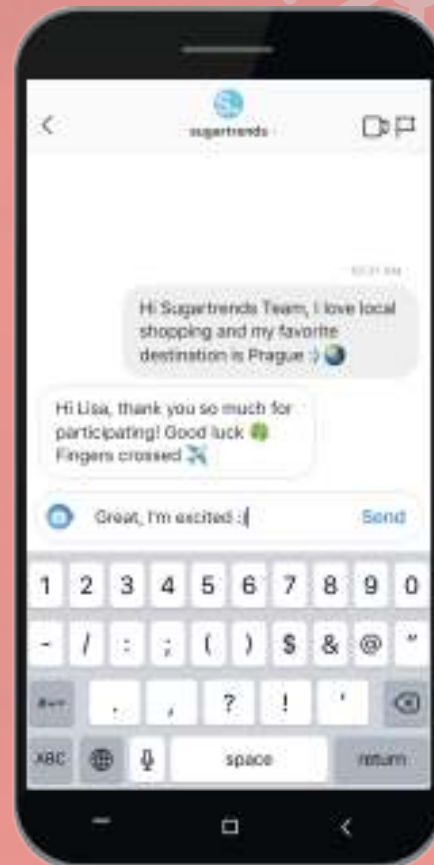 sugartrends
Hi Sugartrends Team, I love local
shopping and my favorite
destination is Prague :) 🌍
Hi Lisa, thank you so much for
participating! Good luck 🍀
Fingers crossed ✈️
Great, I'm excited :)
Send
1 2 3 4 5 6 7 8 9 0
- / : ; ( ) $ & @ "
#+= . , ? ! '
ABC space return